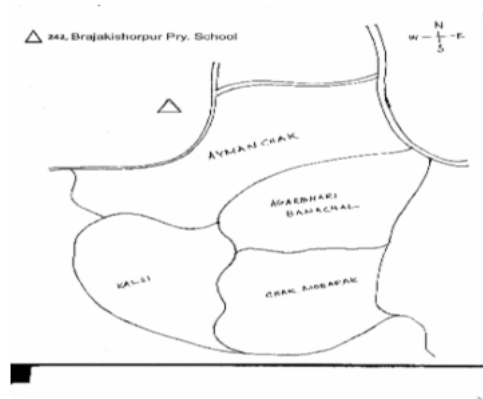 △ 242, Brajakishorpur Pry. School
N
W - E
S
AYMAN CHAK
AGARBHARI
BANACHAL
KALSI
CHAK MOBARAK